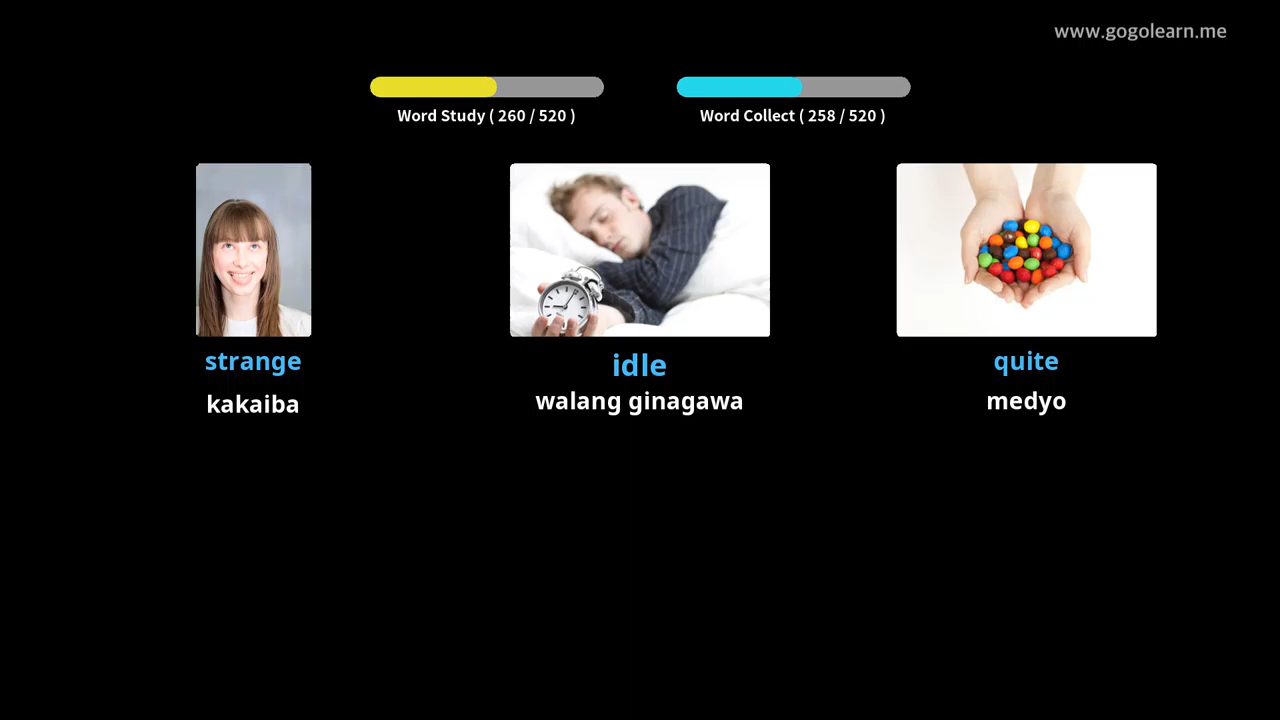 www.gogolearn.me
Word Study ( 260 / 520 )
Word Collect ( 258 / 520 )
strange
kakaiba
idle
walang ginagawa
quite
medyo